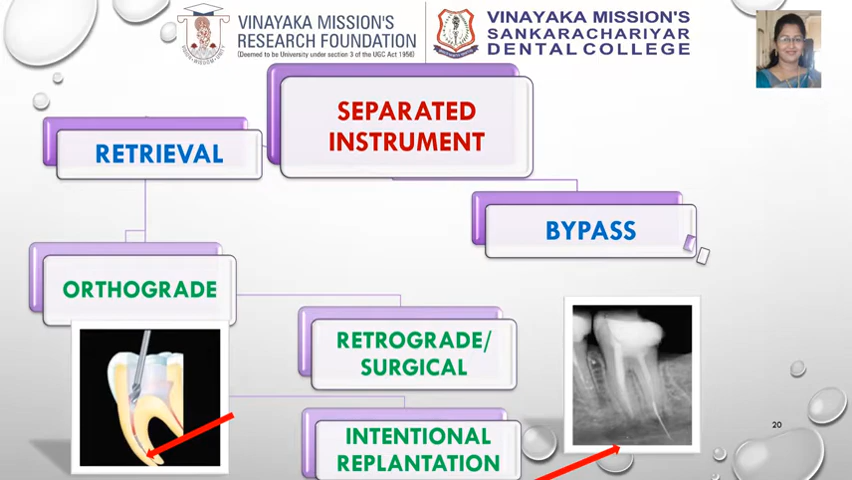 VINAYAKA MISSION'S
RESEARCH FOUNDATION
(Deemed to be University under section 3 of the UGC Act 1956)
VINAYAKA MISSION'S
SANKARACHARIYAR
DENTAL COLLEGE
SEPARATED
INSTRUMENT
RETRIEVAL
BYPASS
ORTHOGRADE
RETROGRADE/
SURGICAL
INTENTIONAL
REPLANTATION
20